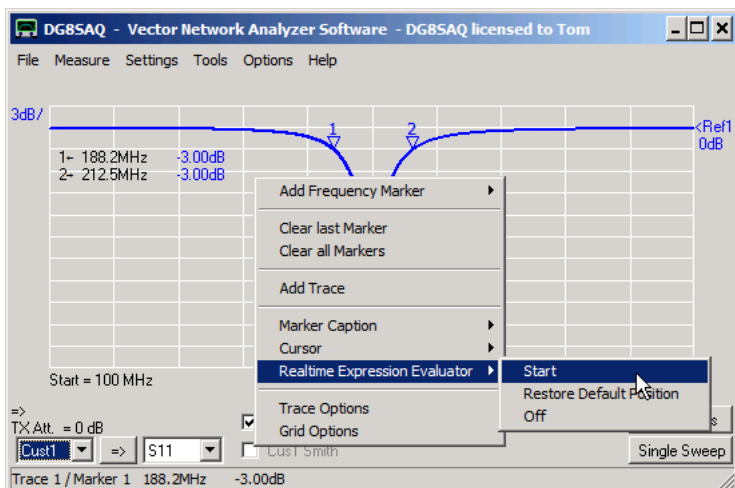 DG8SAQ - Vector Network Analyzer Software - DG8SAQ licensed to Tom
File Measure Settings Tools Options Help
3dB/
1 2
<Ref1
0dB
1- 188.2MHz -3.00dB
2- 212.5MHz -3.00dB
Add Frequency Marker
Clear last Marker
Clear all Markers
Add Trace
Marker Caption
Cursor
Realtime Expression Evaluator
Trace Options
Grid Options
Start
Restore Default Position
Off
Start = 100 MHz
=>
TX Att. = 0 dB
Cust1 => S11
Cus1 Smith
Single Sweep
Trace 1 / Marker 1 188.2MHz -3.00dB